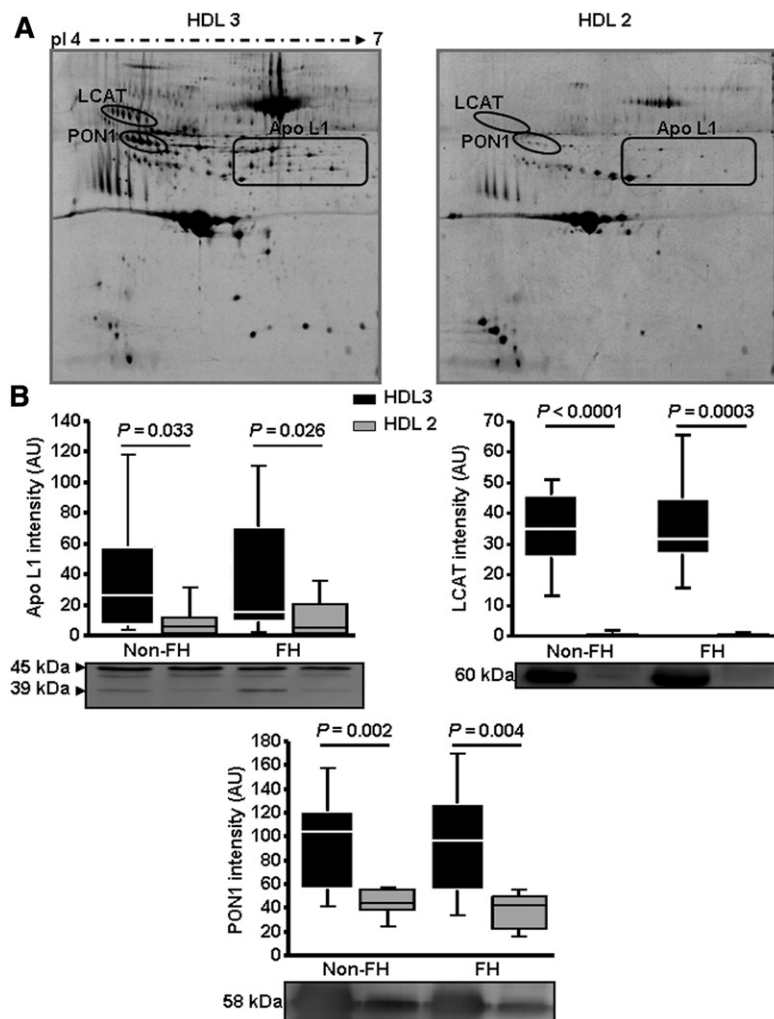 A
HDL 3
HDL 2
pI 4
7
LCAT
PON1
Apo L1
LCAT
PON1
Apo L1
B
HDL3
HDL 2
Apo L1 intensity (AU)
140
120
100
80
60
40
20
0
P = 0.033
P = 0.026
Non-FH
FH
45 kDa
39 kDa
LCAT intensity (AU)
70
60
50
40
30
20
10
0
P < 0.0001
P = 0.0003
Non-FH
FH
60 kDa
PON1 intensity (AU)
180
160
140
120
100
80
60
40
20
0
P = 0.002
P = 0.004
Non-FH
FH
58 kDa